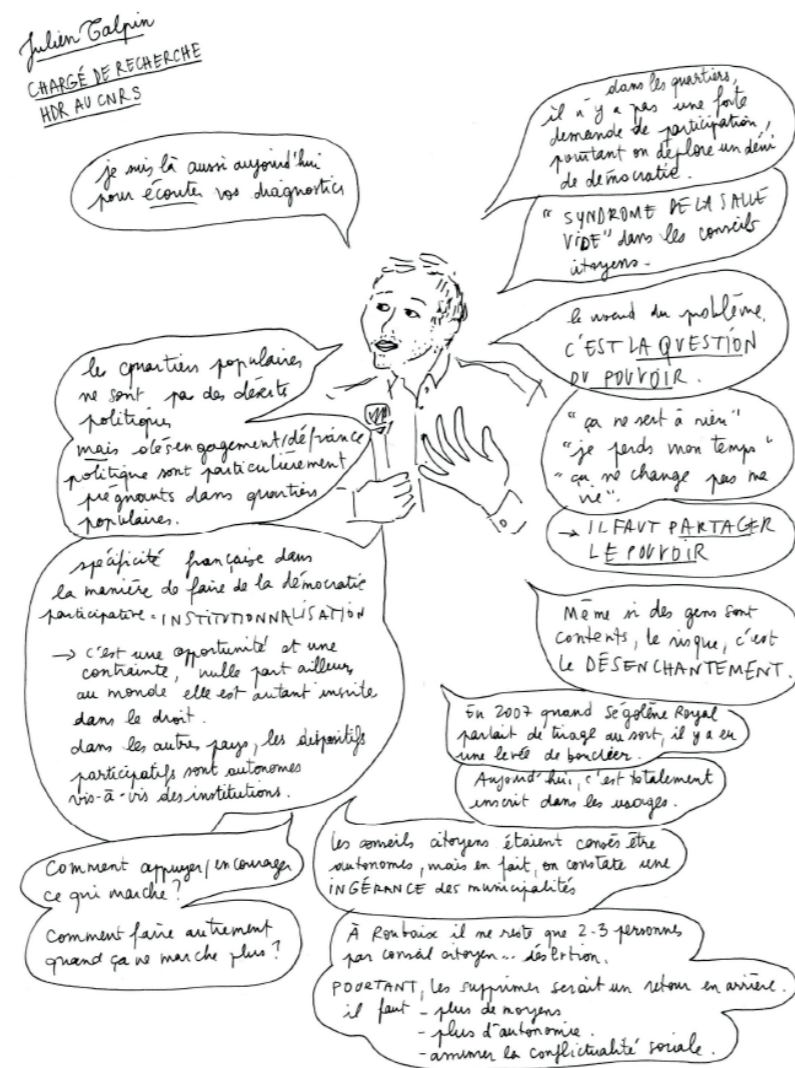 Julien Talpin
CHARGÉ DE RECHERCHE
HDR AU CNRS
je suis là aussi aujourd'hui
pour écouter vos diagnostics
les quartiers populaires
ne sont pas des déserts
politiques
mais désengagement/défiance
politique sont particulièrement
prégnants dans quartiers
populaires.
spécificité française dans
la manière de faire de la démocratie
participative = INSTITUTIONNALISATION
→ c'est une opportunité et une
contrainte, nulle part ailleurs
au monde elle est autant inscrite
dans le droit.
dans les autres pays, les dispositifs
participatifs sont autonomes
vis-à-vis des institutions.
Comment appuyer/encourager
ce qui marche ?
Comment faire autrement
quand ça ne marche plus ?
dans les quartiers,
il n'y a pas une forte
demande de participation,
pourtant on déplore un déni
de démocratie.
"SYNDROME DE LA SALLE
VIDE" dans les conseils
citoyens.
le noeud du problème,
C'EST LA QUESTION
DU POUVOIR.
"ça ne sert à rien"
"je perds mon temps"
"ça ne change pas ma
vie".
→ IL FAUT PARTAGER
LE POUVOIR
Même si des gens sont
contents, le risque, c'est
le DÉSENCHANTEMENT.
En 2007 quand Ségolène Royal
parlait de tirage au sort, il y a eu
une levée de bouclier.
Aujourd'hui, c'est totalement
inscrit dans les usages.
Les conseils citoyens étaient censés être
autonomes, mais en fait, on constate une
INGÉRANCE des municipalités
À Roubaix il ne reste que 2-3 personnes
par conseil citoyen... désertion.
POURTANT, les supprimer serait un retour en arrière.
il faut - plus de moyens
- plus d'autonomie.
- amener la conflictualité sociale.